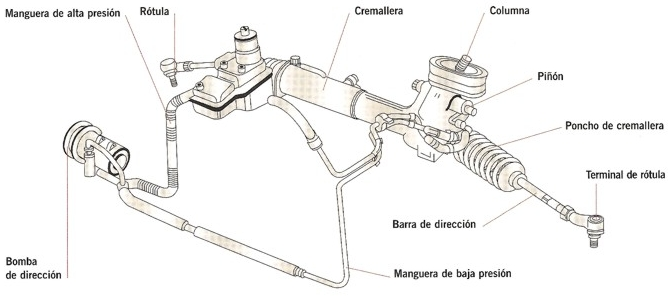 Manguera de alta presión
Rótula
Cremallera
Columna
Piñón
Poncho de cremallera
Terminal de rótula
Barra de dirección
Manguera de baja presión
Bomba
de dirección